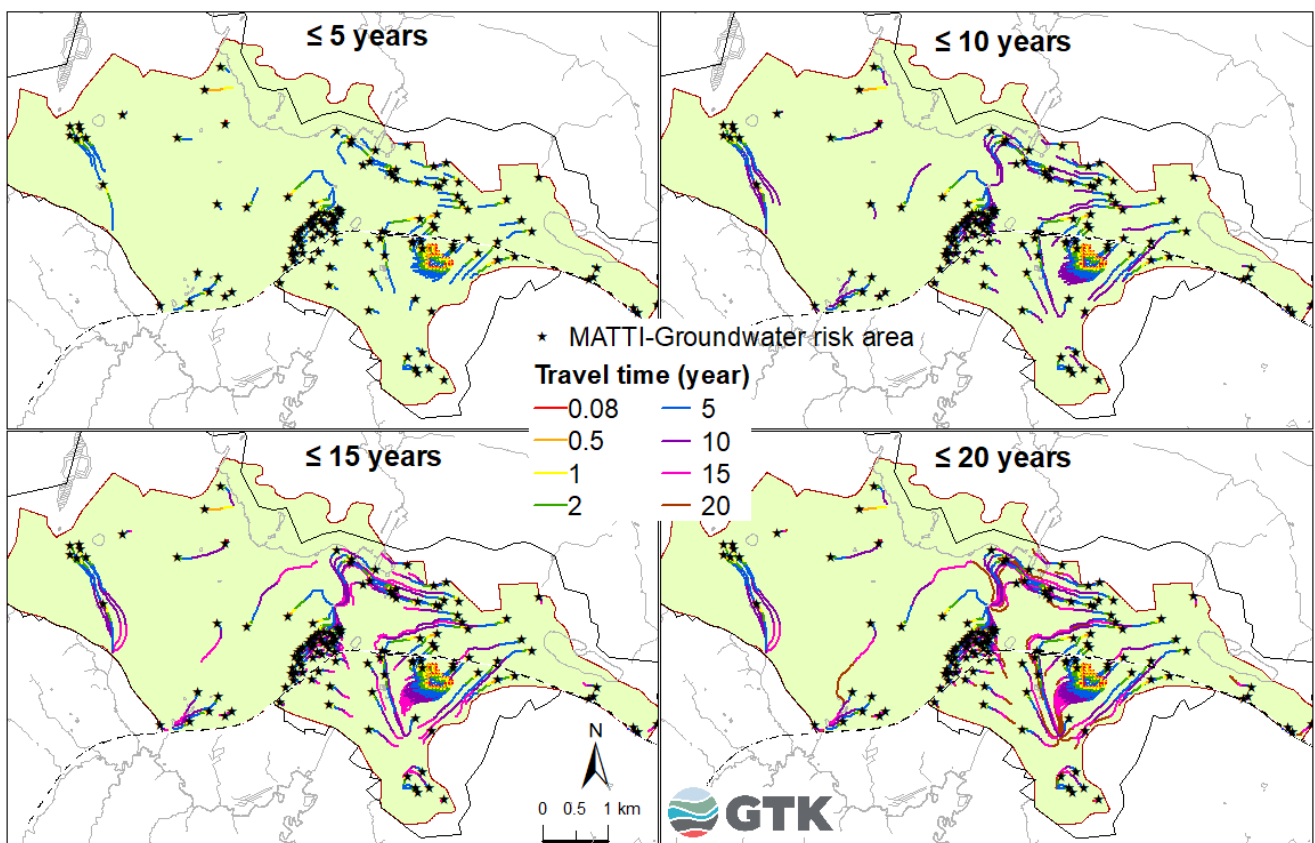 ≤ 5 years
≤ 10 years
MATTI-Groundwater risk area
Travel time (year)
0.08 5
0.5 10
1 15
2 20
≤ 15 years
≤ 20 years
N
0 0.5 1 km
GTK